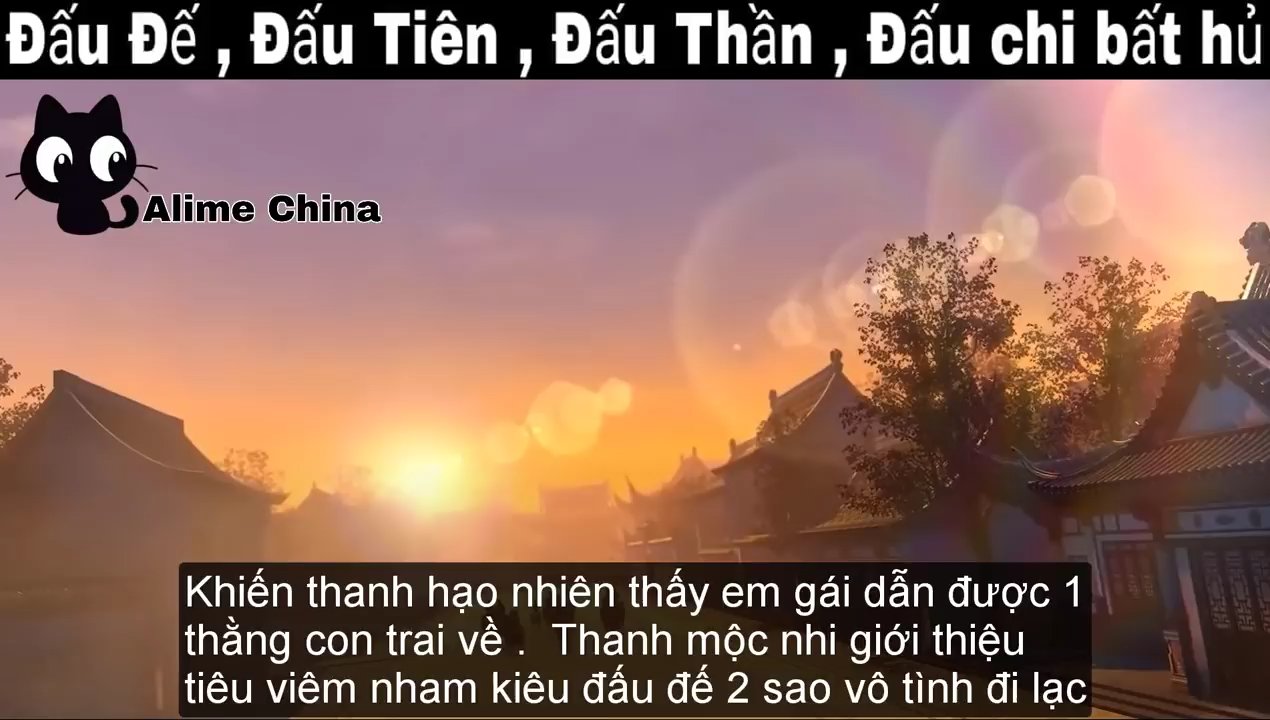 Đấu Đế , Đấu Tiên , Đấu Thần , Đấu chi bất hủ
Alime China
Khiến thanh hạo nhiên thấy em gái dẫn được 1
thằng con trai về .  Thanh mộc nhi giới thiệu
tiêu viêm nham kiêu đấu đế 2 sao vô tình đi lạc